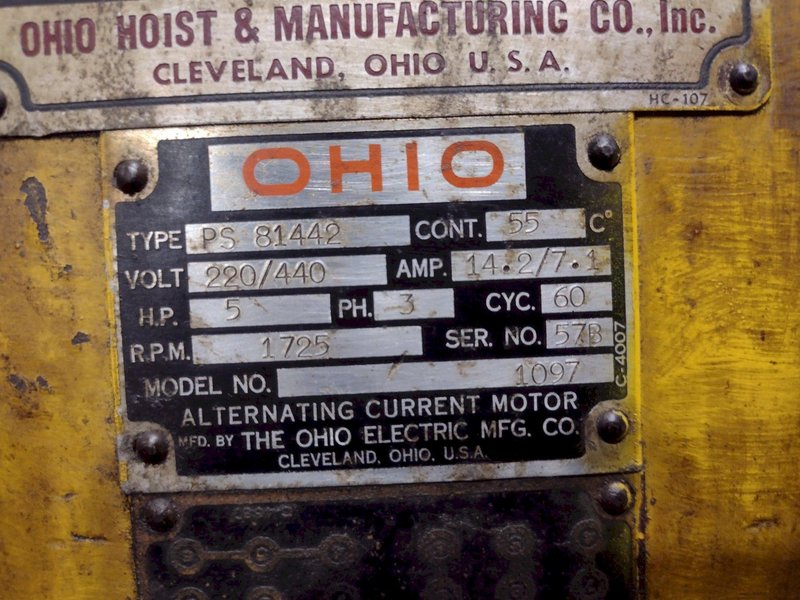 OHIO HOIST & MANUFACTURING CO., Inc.
CLEVELAND, OHIO U. S. A.
HC-107
OHIO
TYPE PS 81442 CONT. 55 C°
VOLT 220/440 AMP. 14.2/7.1
H.P. 5 PH. 3 CYC. 60
R.P.M. 1725 SER. NO. 57B
MODEL NO. 1097
C-4007
ALTERNATING CURRENT MOTOR
MFD. BY THE OHIO ELECTRIC MFG. CO.
CLEVELAND, OHIO, U.S.A.